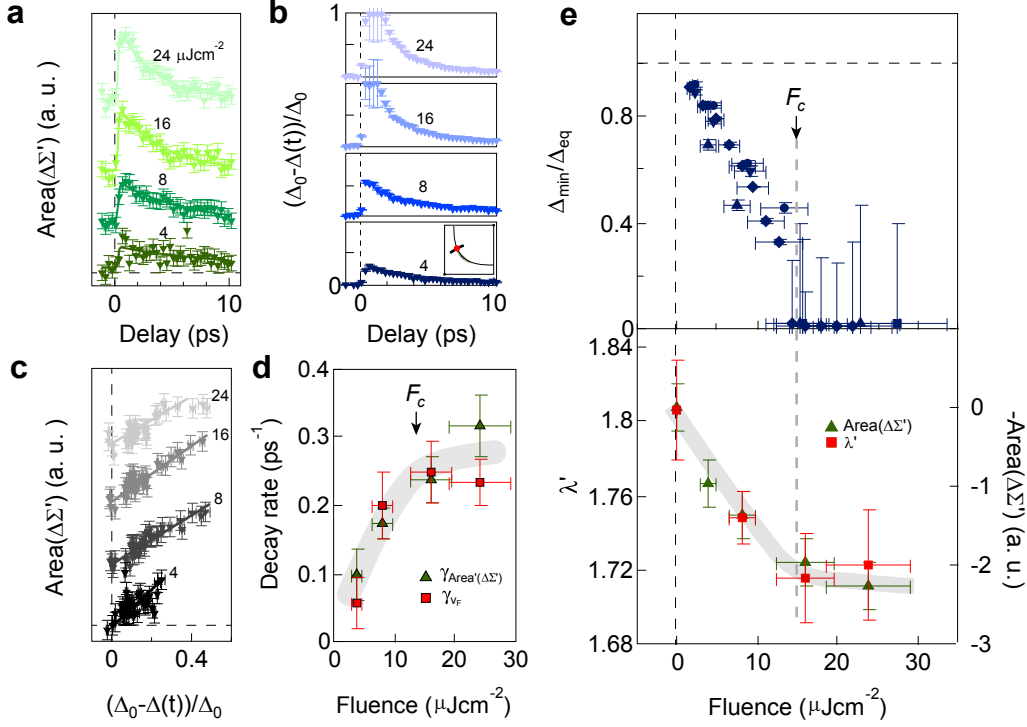 a
Area(ΔΣ') (a. u.)
24 μJcm-2
16
8
4
0
10
Delay (ps)
b
(Δ0-Δ(t))/Δ0
1
0
24
16
8
4
0
10
Delay (ps)
c
Area(ΔΣ') (a. u.)
24
16
8
4
0
0.4
(Δ0-Δ(t))/Δ0
d
Decay rate (ps-1)
0.4
0.3
0.2
0.1
0
Fc
γArea'(ΔΣ')
γvF
0
10
20
30
Fluence (μJcm-2)
e
Δmin/Δeq
0.8
0.4
0
Fc
λ'
1.84
1.8
1.76
1.72
1.68
Area(ΔΣ')
λ'
0
-1
-2
-3
-Area(ΔΣ') (a. u.)
0
10
20
30
Fluence (μJcm-2)